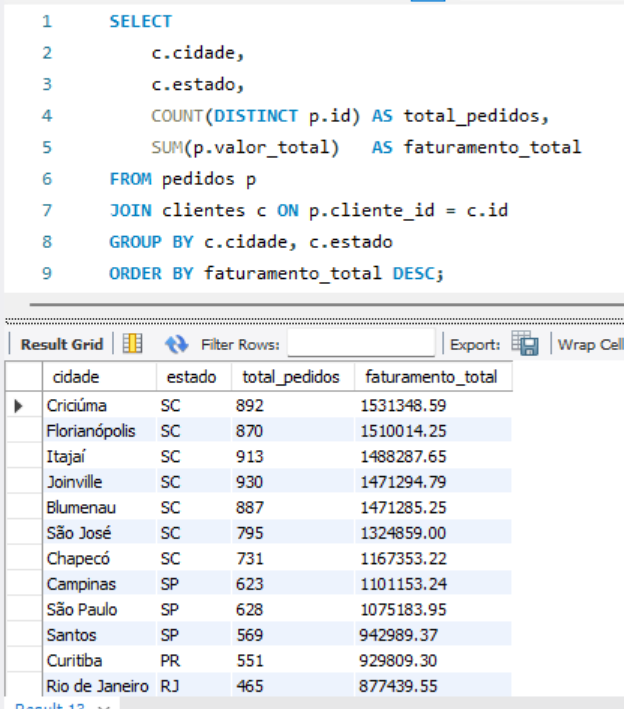 1 SELECT
2 c.cidade,
3 c.estado,
4 COUNT(DISTINCT p.id) AS total_pedidos,
5 SUM(p.valor_total) AS faturamento_total
6 FROM pedidos p
7 JOIN clientes c ON p.cliente_id = c.id
8 GROUP BY c.cidade, c.estado
9 ORDER BY faturamento_total DESC;
Result Grid Filter Rows: Export: Wrap Cell
cidade estado total_pedidos faturamento_total
Criciúma SC 892 1531348.59
Florianópolis SC 870 1510014.25
Itajaí SC 913 1488287.65
Joinville SC 930 1471294.79
Blumenau SC 887 1471285.25
São José SC 795 1324859.00
Chapecó SC 731 1167353.22
Campinas SP 623 1101153.24
São Paulo SP 628 1075183.95
Santos SP 569 942989.37
Curitiba PR 551 929809.30
Rio de Janeiro RJ 465 877439.55
Result 13